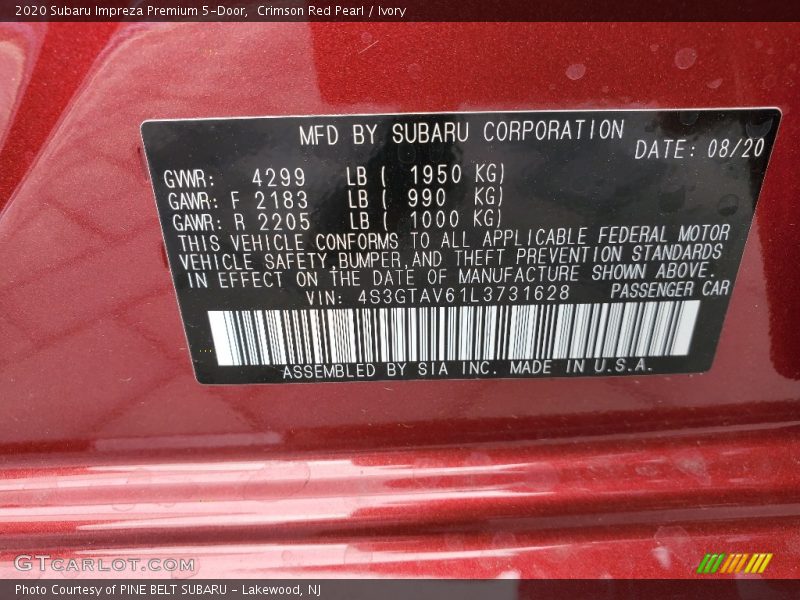 2020 Subaru Impreza Premium 5-Door,  Crimson Red Pearl / Ivory
MFD BY SUBARU CORPORATION
DATE: 08/20
GVWR: 4299 LB ( 1950 KG)
GAWR: F 2183 LB ( 990 KG)
GAWR: R 2205 LB ( 1000 KG)
THIS VEHICLE CONFORMS TO ALL APPLICABLE FEDERAL MOTOR
VEHICLE SAFETY,BUMPER,AND THEFT PREVENTION STANDARDS
IN EFFECT ON THE DATE OF MANUFACTURE SHOWN ABOVE.
VIN: 4S3GTAV61L3731628 PASSENGER CAR
ASSEMBLED BY SIA INC. MADE IN U.S.A.
GTCARLOT.COM
Photo Courtesy of PINE BELT SUBARU - Lakewood, NJ